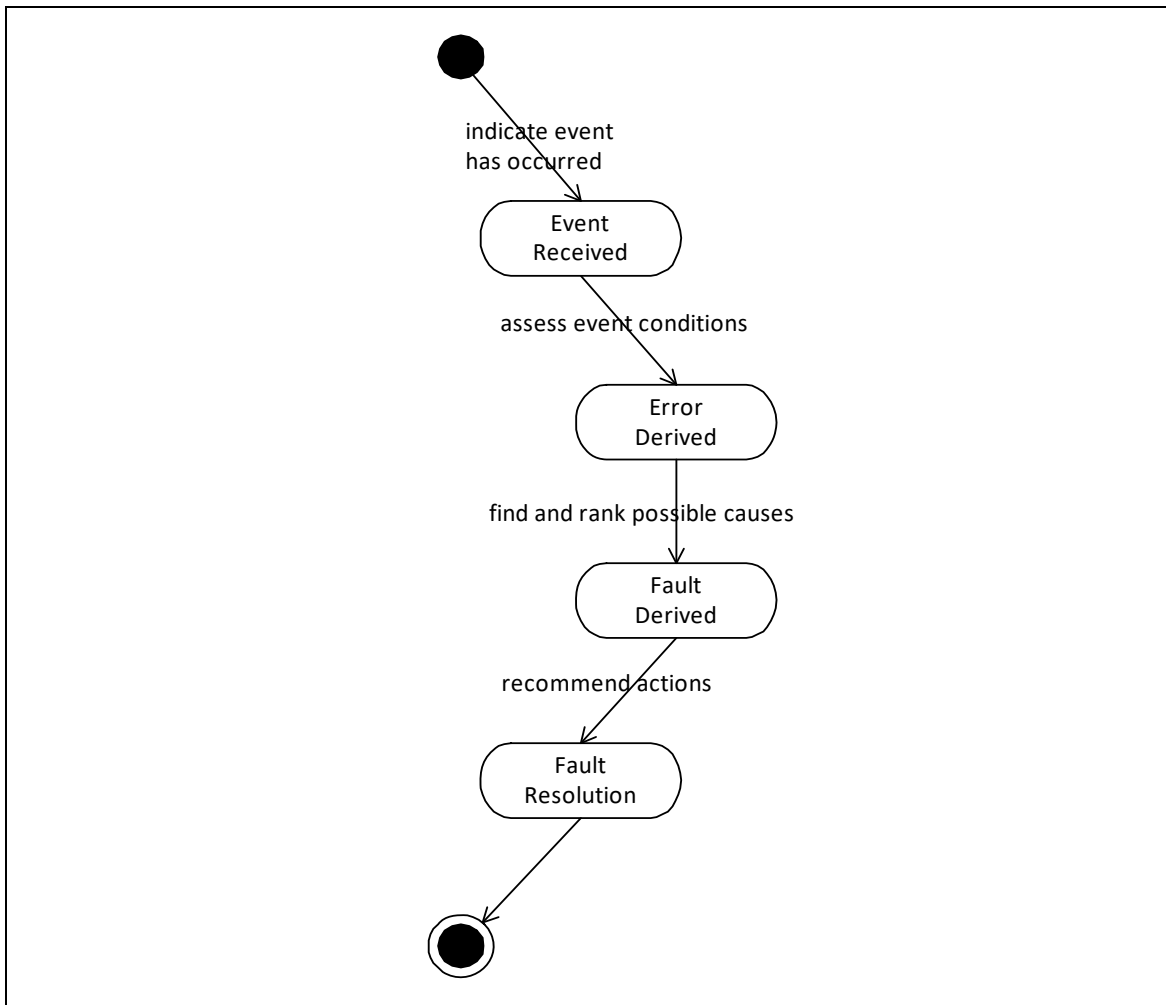 indicate event
has occurred
Event
Received
assess event conditions
Error
Derived
find and rank possible causes
Fault
Derived
recommend actions
Fault
Resolution